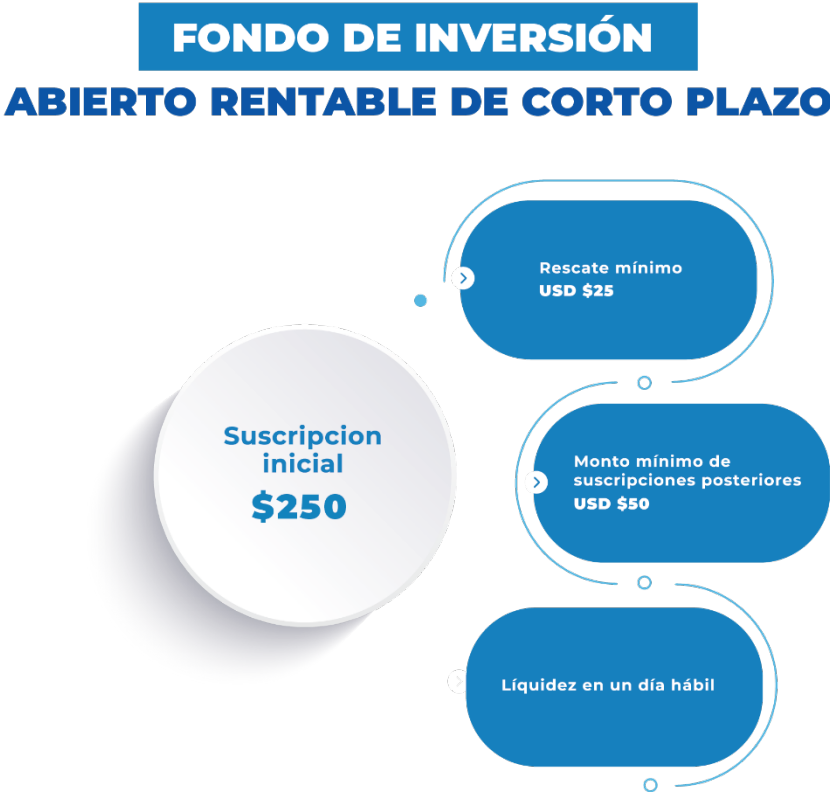 FONDO DE INVERSIÓN
ABIERTO RENTABLE DE CORTO PLAZO
Suscripcion
inicial
$250
Rescate mínimo
USD $25
Monto mínimo de
suscripciones posteriores
USD $50
Líquidez en un día hábil